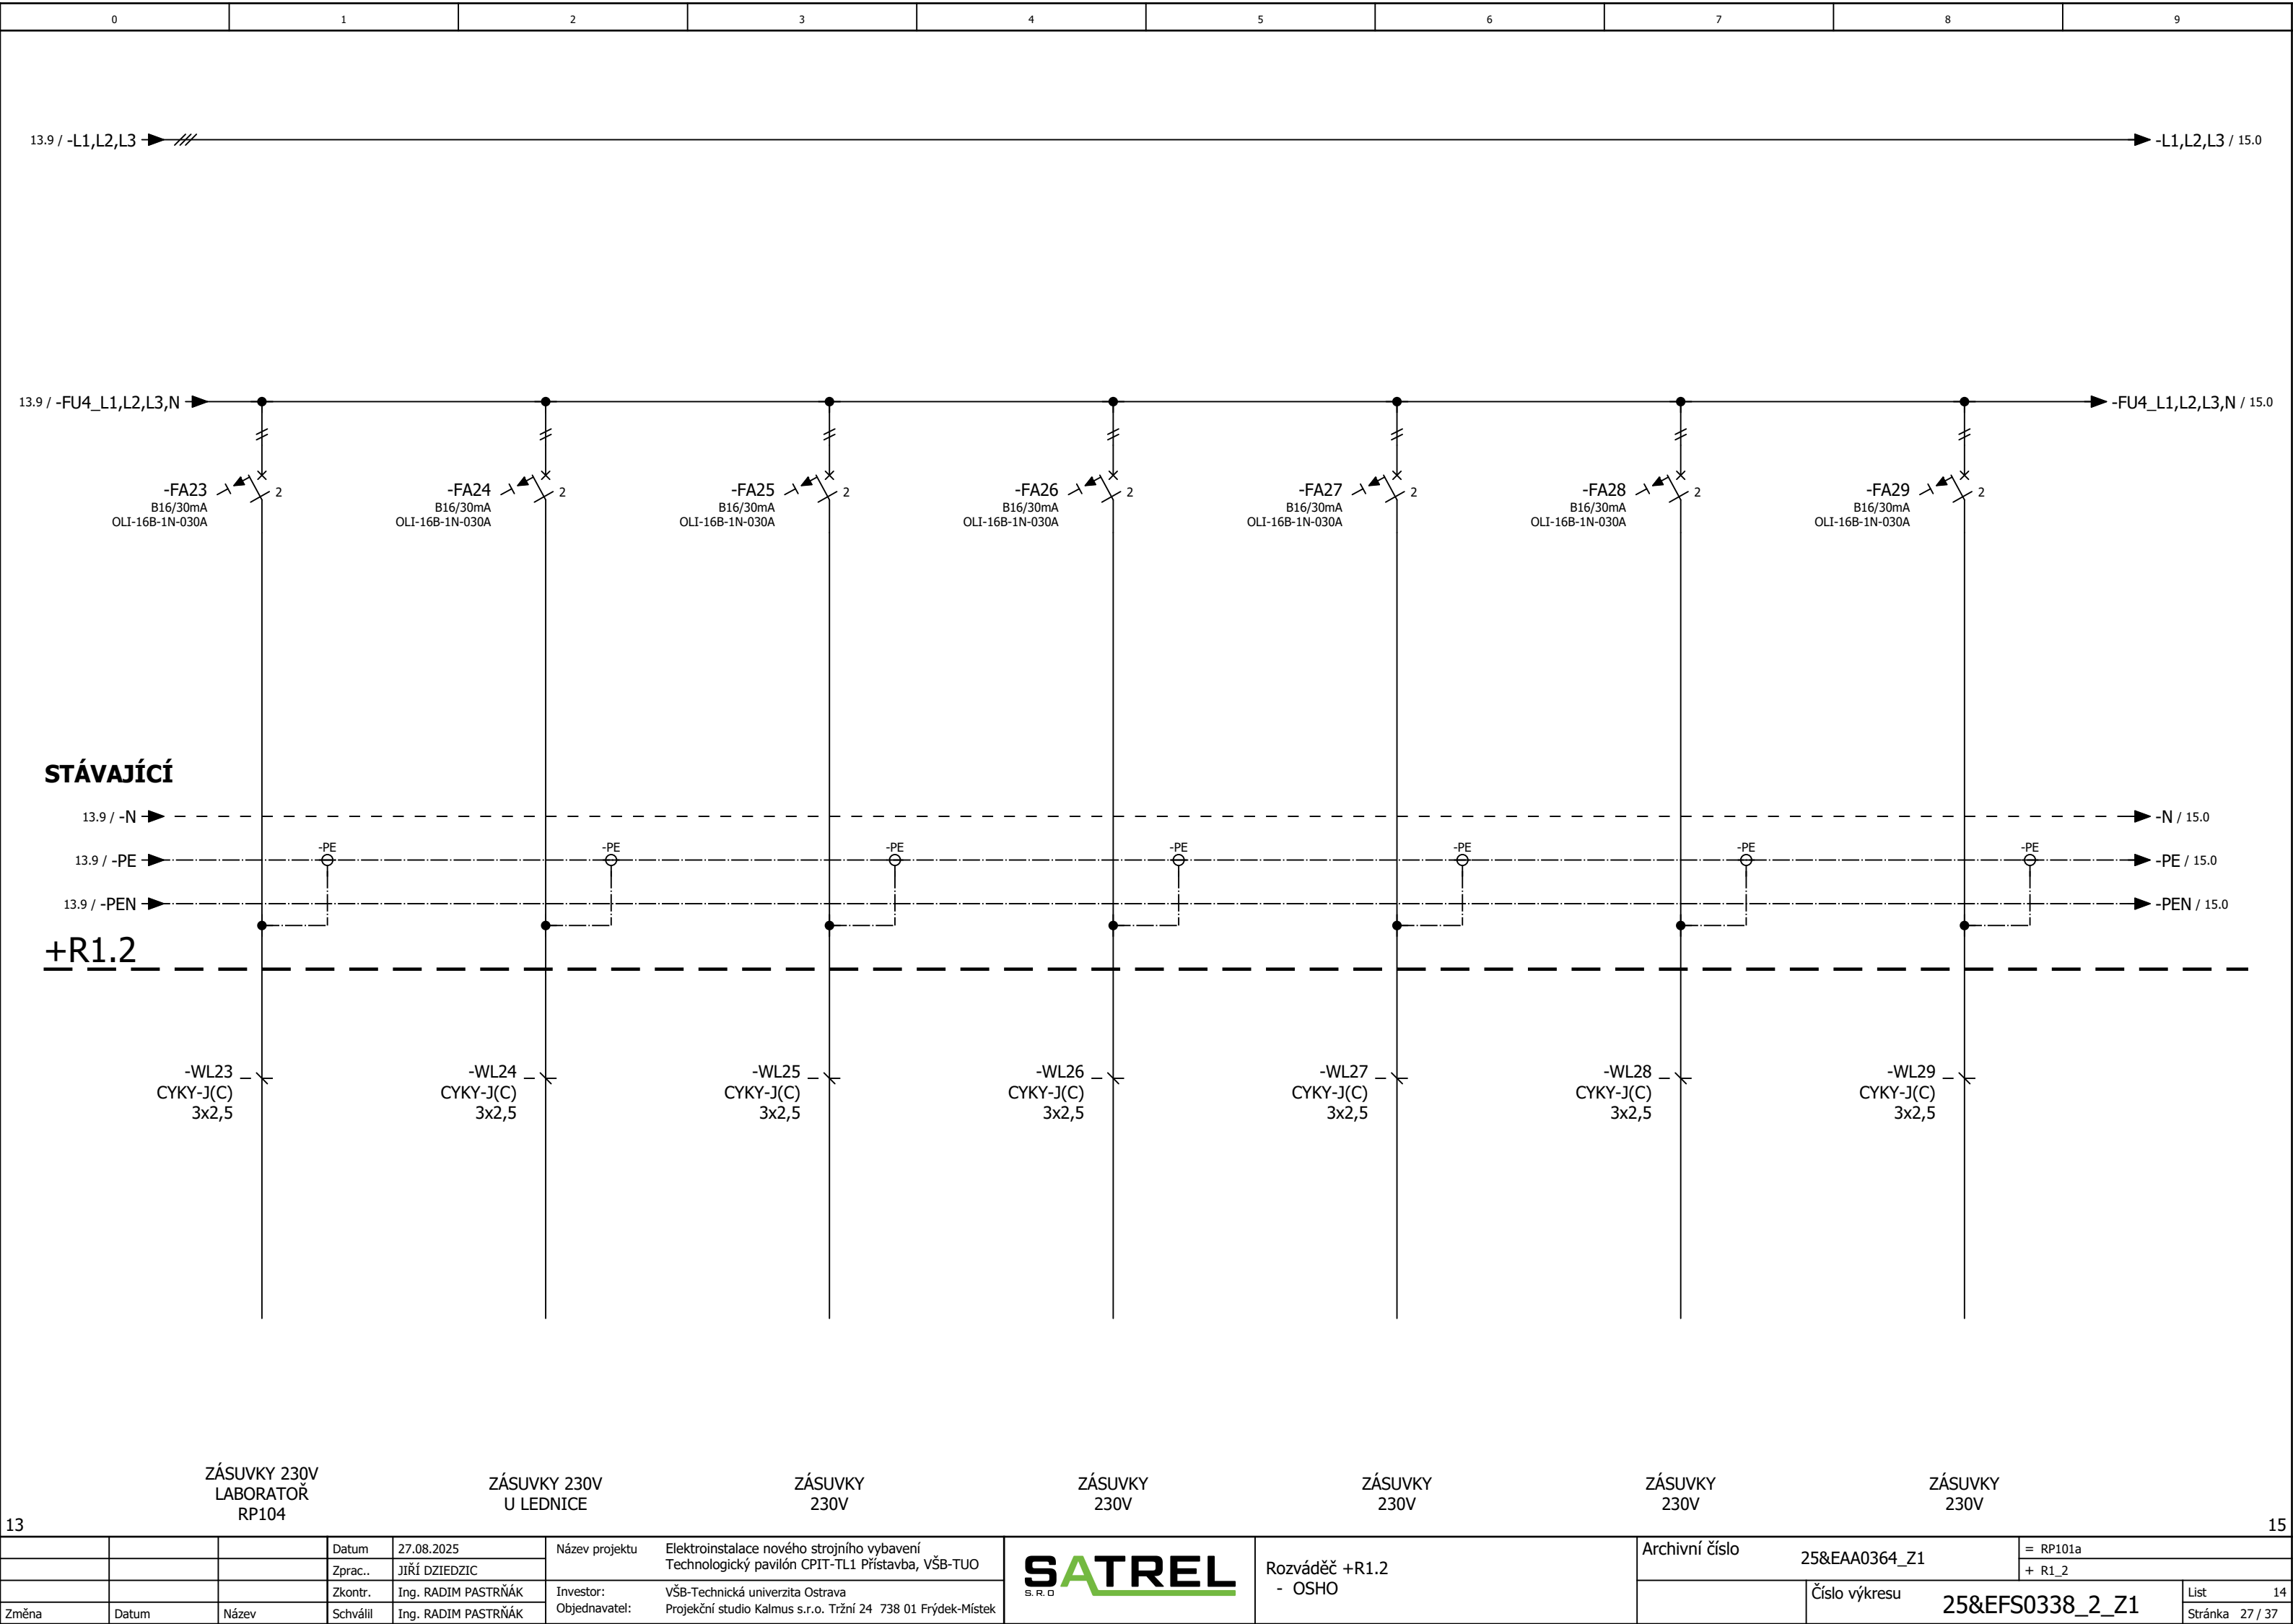 0 1 2 3 4 5 6 7 8 9
13.9 / -L1,L2,L3
-L1,L2,L3 / 15.0
13.9 / -FU4_L1,L2,L3,N
-FU4_L1,L2,L3,N / 15.0
-FA23
B16/30mA
OLI-16B-1N-030A
2
-FA24
B16/30mA
OLI-16B-1N-030A
2
-FA25
B16/30mA
OLI-16B-1N-030A
2
-FA26
B16/30mA
OLI-16B-1N-030A
2
-FA27
B16/30mA
OLI-16B-1N-030A
2
-FA28
B16/30mA
OLI-16B-1N-030A
2
-FA29
B16/30mA
OLI-16B-1N-030A
2
STÁVAJÍCÍ
13.9 / -N
-N / 15.0
-PE -PE -PE -PE -PE -PE -PE
13.9 / -PE
-PE / 15.0
13.9 / -PEN
-PEN / 15.0
+R1.2
-WL23
CYKY-J(C)
3x2,5
-WL24
CYKY-J(C)
3x2,5
-WL25
CYKY-J(C)
3x2,5
-WL26
CYKY-J(C)
3x2,5
-WL27
CYKY-J(C)
3x2,5
-WL28
CYKY-J(C)
3x2,5
-WL29
CYKY-J(C)
3x2,5
ZÁSUVKY 230V
LABORATOŘ
RP104
ZÁSUVKY 230V
U LEDNICE
ZÁSUVKY
230V
ZÁSUVKY
230V
ZÁSUVKY
230V
ZÁSUVKY
230V
ZÁSUVKY
230V
13
15
Změna Datum Název
Datum 27.08.2025
Zprac.. JIŘÍ DZIEDZIC
Zkontr. Ing. RADIM PASTRŇÁK
Schválil Ing. RADIM PASTRŇÁK
Název projektu Elektroinstalace nového strojního vybavení
Technologický pavilón CPIT-TL1 Přístavba, VŠB-TUO
Investor: VŠB-Technická univerzita Ostrava
Objednavatel: Projekční studio Kalmus s.r.o. Tržní 24 738 01 Frýdek-Místek
SATREL
S.R.O
Rozváděč +R1.2
- OSHO
Archivní číslo 25&EAA0364_Z1
= RP101a
+ R1_2
Číslo výkresu 25&EFS0338_2_Z1
List 14
Stránka 27 / 37